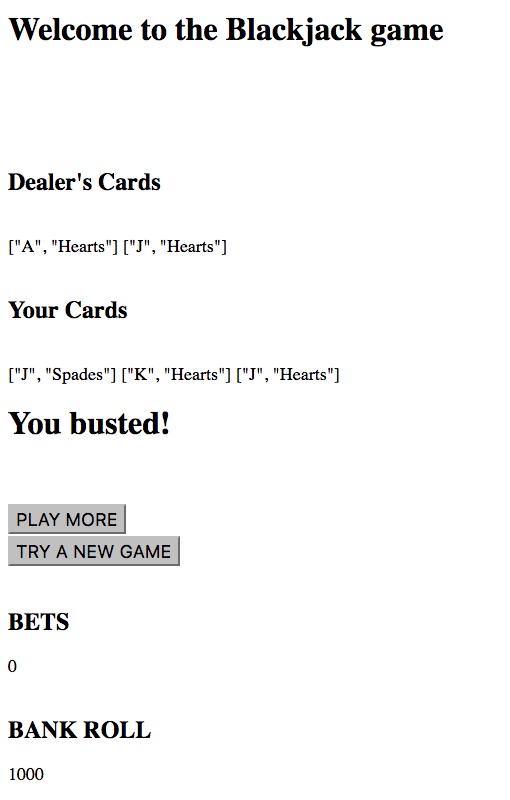 Welcome to the Blackjack game
Dealer's Cards
["A", "Hearts"] ["J", "Hearts"]
Your Cards
["J", "Spades"] ["K", "Hearts"] ["J", "Hearts"]
You busted!
PLAY MORE
TRY A NEW GAME
BETS
0
BANK ROLL
1000